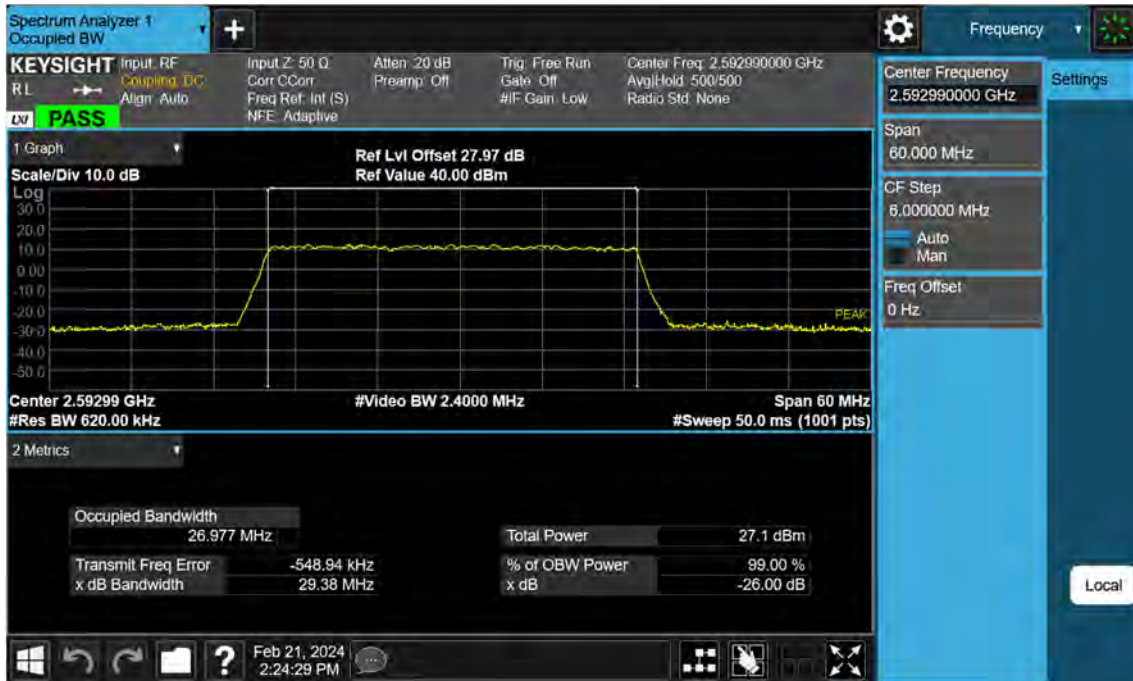 Spectrum Analyzer 1
Occupied BW
+
Frequency
KEYSIGHT
RL
LXI
PASS
Input: RF
Coupling: DC
Align: Auto
Input Z: 50 Ω
Corr CCorr
Freq Ref: Int (S)
NFE: Adaptive
Atten: 20 dB
Preamp: Off
Trig: Free Run
Gate: Off
#IF Gain: Low
Center Freq: 2.592990000 GHz
Avg|Hold: 500/500
Radio Std: None
Center Frequency
2.592990000 GHz
Settings
Span
60.000 MHz
CF Step
6.000000 MHz
Auto
Man
Freq Offset
0 Hz
1 Graph
Scale/Div 10.0 dB
Ref Lvl Offset 27.97 dB
Ref Value 40.00 dBm
Log
30.0
20.0
10.0
0.00
-10.0
-20.0
-30.0
-40.0
-50.0
PEAK
Center 2.59299 GHz
#Video BW 2.4000 MHz
Span 60 MHz
#Res BW 620.00 kHz
#Sweep 50.0 ms (1001 pts)
2 Metrics
Occupied Bandwidth
26.977 MHz
Total Power 27.1 dBm
Transmit Freq Error -548.94 kHz
% of OBW Power 99.00 %
x dB Bandwidth 29.38 MHz
x dB -26.00 dB
Local
?
Feb 21, 2024
2:24:29 PM